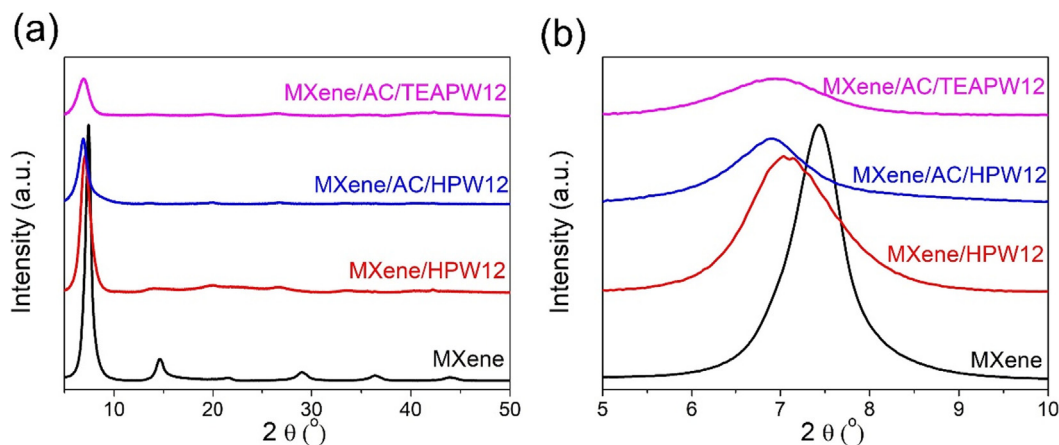 (a)
Intensity (a.u.)
MXene/AC/TEAPW12
MXene/AC/HPW12
MXene/HPW12
MXene
10 20 30 40 50
2 θ (°)
(b)
Intensity (a.u.)
MXene/AC/TEAPW12
MXene/AC/HPW12
MXene/HPW12
MXene
5 6 7 8 9 10
2 θ (°)